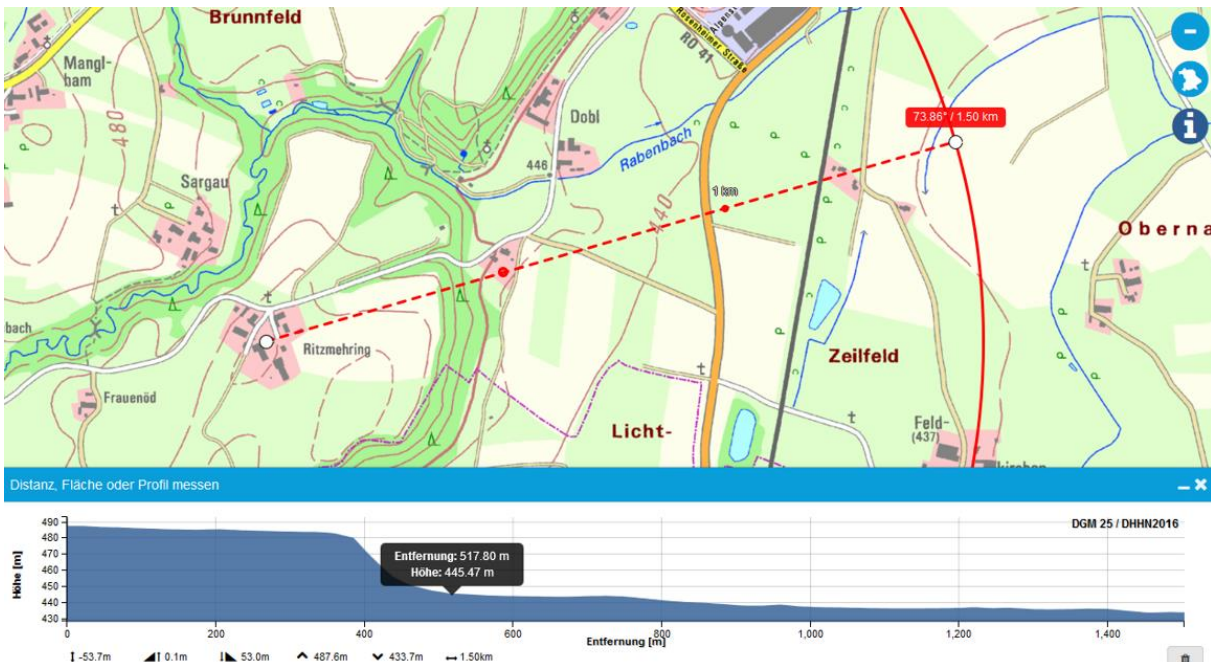 Brunnfeld
Alpenst
Rosenheimer Straße
RO 41
Mangl-
ham
480
Dobl
73.86° / 1.50 km
Rabenbach
446
Sargau
1 km
440
Oberna
bach
Ritzmehring
Zeilfeld
Frauenöd
Licht-
Feld-
(437)
kirchen
Distanz, Fläche oder Profil messen
DGM 25 / DHHN2016
Höhe [m]
490
480
470
460
450
440
430
Entfernung: 517.80 m
Höhe: 445.47 m
0 200 400 600 800 1,000 1,200 1,400
Entfernung [m]
-53.7m 0.1m 53.0m 487.6m 433.7m 1.50km